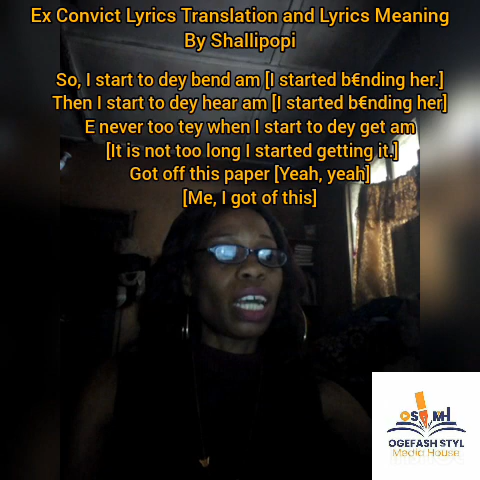 Ex Convict Lyrics Translation and Lyrics Meaning
By Shallipopi
So, I start to dey bend am [I started b€nding her.]
Then I start to dey hear am [I started b€nding her]
E never too tey when I start to dey get am
[It is not too long I started getting it.]
Got off this paper [Yeah, yeah]
[Me, I got of this]
OSMH
OGEFASH STYL
Media House